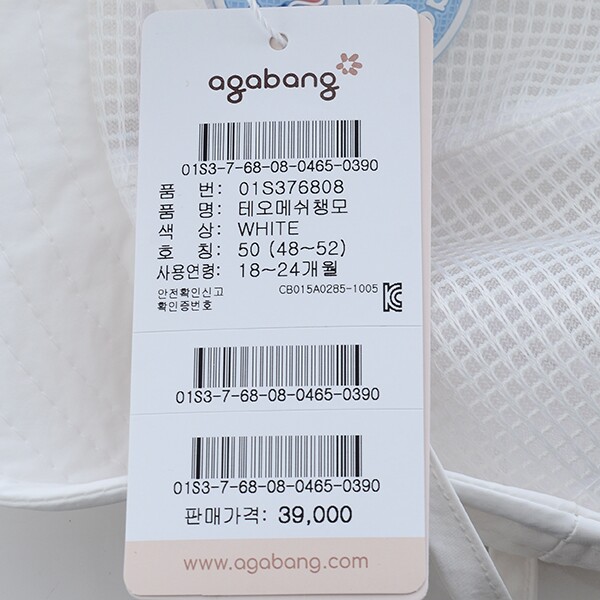 agabang
01S3-7-68-08-0465-0390
품 번: 01S376808
품 명: 테오메쉬챙모
색 상: WHITE
호 칭: 50 (48~52)
사용연령: 18~24개월
안전확인신고 CB015A0285-1005
확인증번호
01S3-7-68-08-0465-0390
01S3-7-68-08-0465-0390
판매가격: 39,000
www.agabang.com